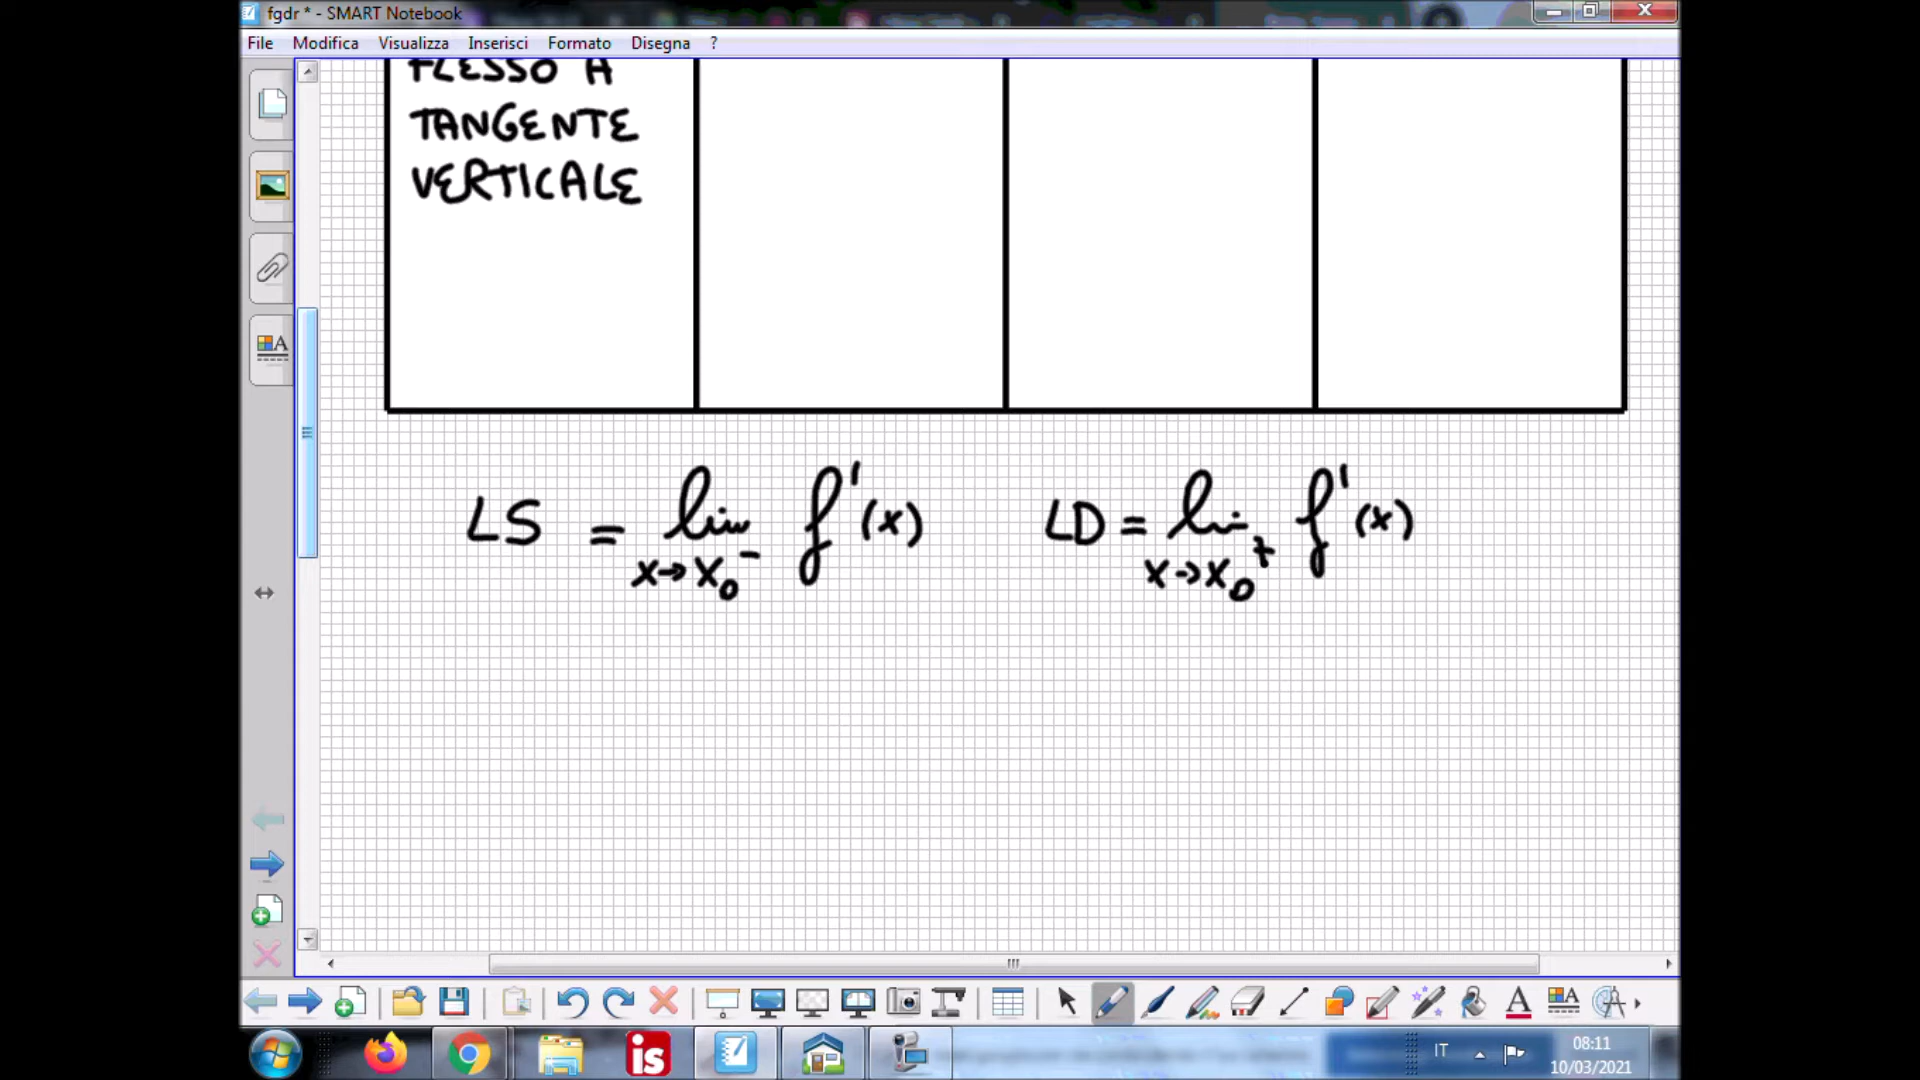 fgdr * - SMART Notebook
File Modifica Visualizza Inserisci Formato Disegna ?
FLESSO A
TANGENTE
VERTICALE
LS = lim f'(x) LD = lim f'(x)
x→x₀⁻ x→x₀⁺
IT
08:11
10/03/2021